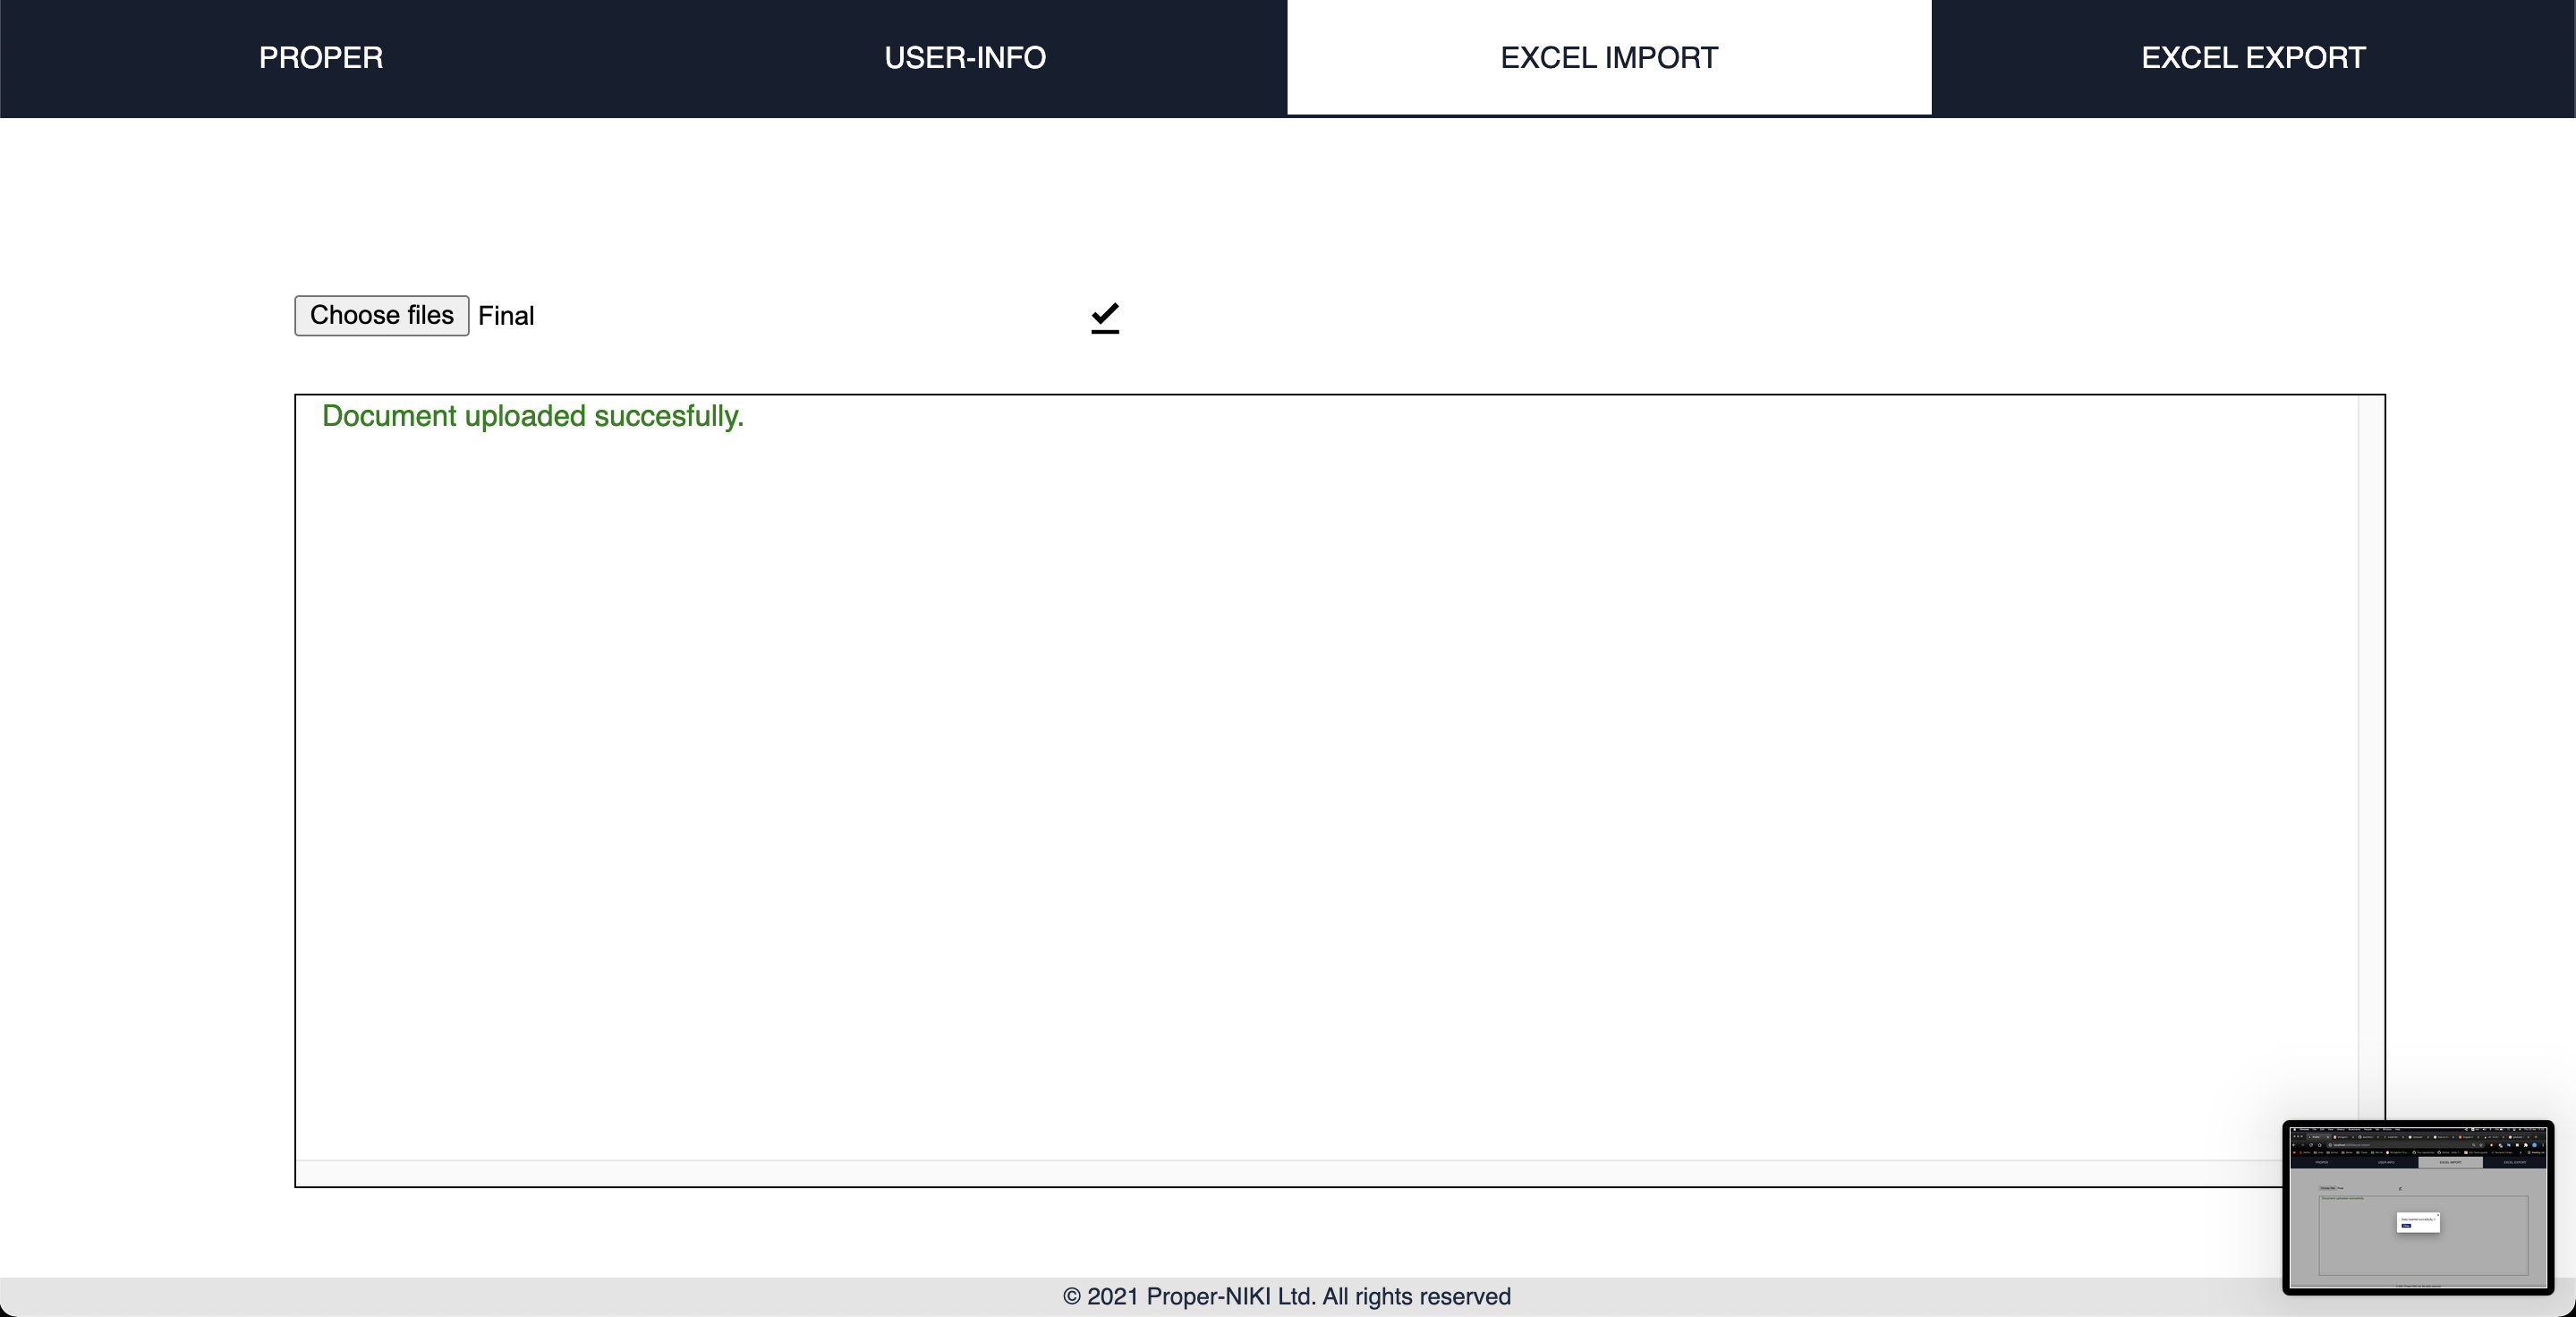 PROPER USER-INFO EXCEL IMPORT EXCEL EXPORT
Choose files Final
Document uploaded succesfully.
© 2021 Proper-NIKI Ltd. All rights reserved